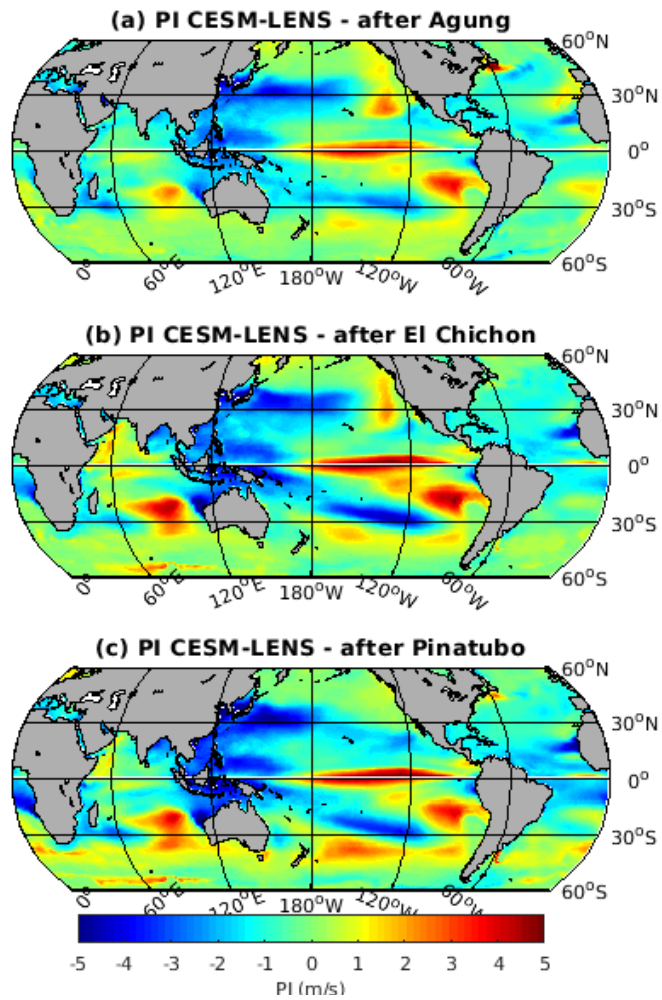 (a) PI CESM-LENS - after Agung
60°N
30°N
0°
30°S
60°S
0° 60°E 120°E 180°W 120°W 60°W
(b) PI CESM-LENS - after El Chichon
60°N
30°N
0°
30°S
60°S
0° 60°E 120°E 180°W 120°W 60°W
(c) PI CESM-LENS - after Pinatubo
60°N
30°N
0°
30°S
60°S
0° 60°E 120°E 180°W 120°W 60°W
-5 -4 -3 -2 -1 0 1 2 3 4 5
PI (m/s)